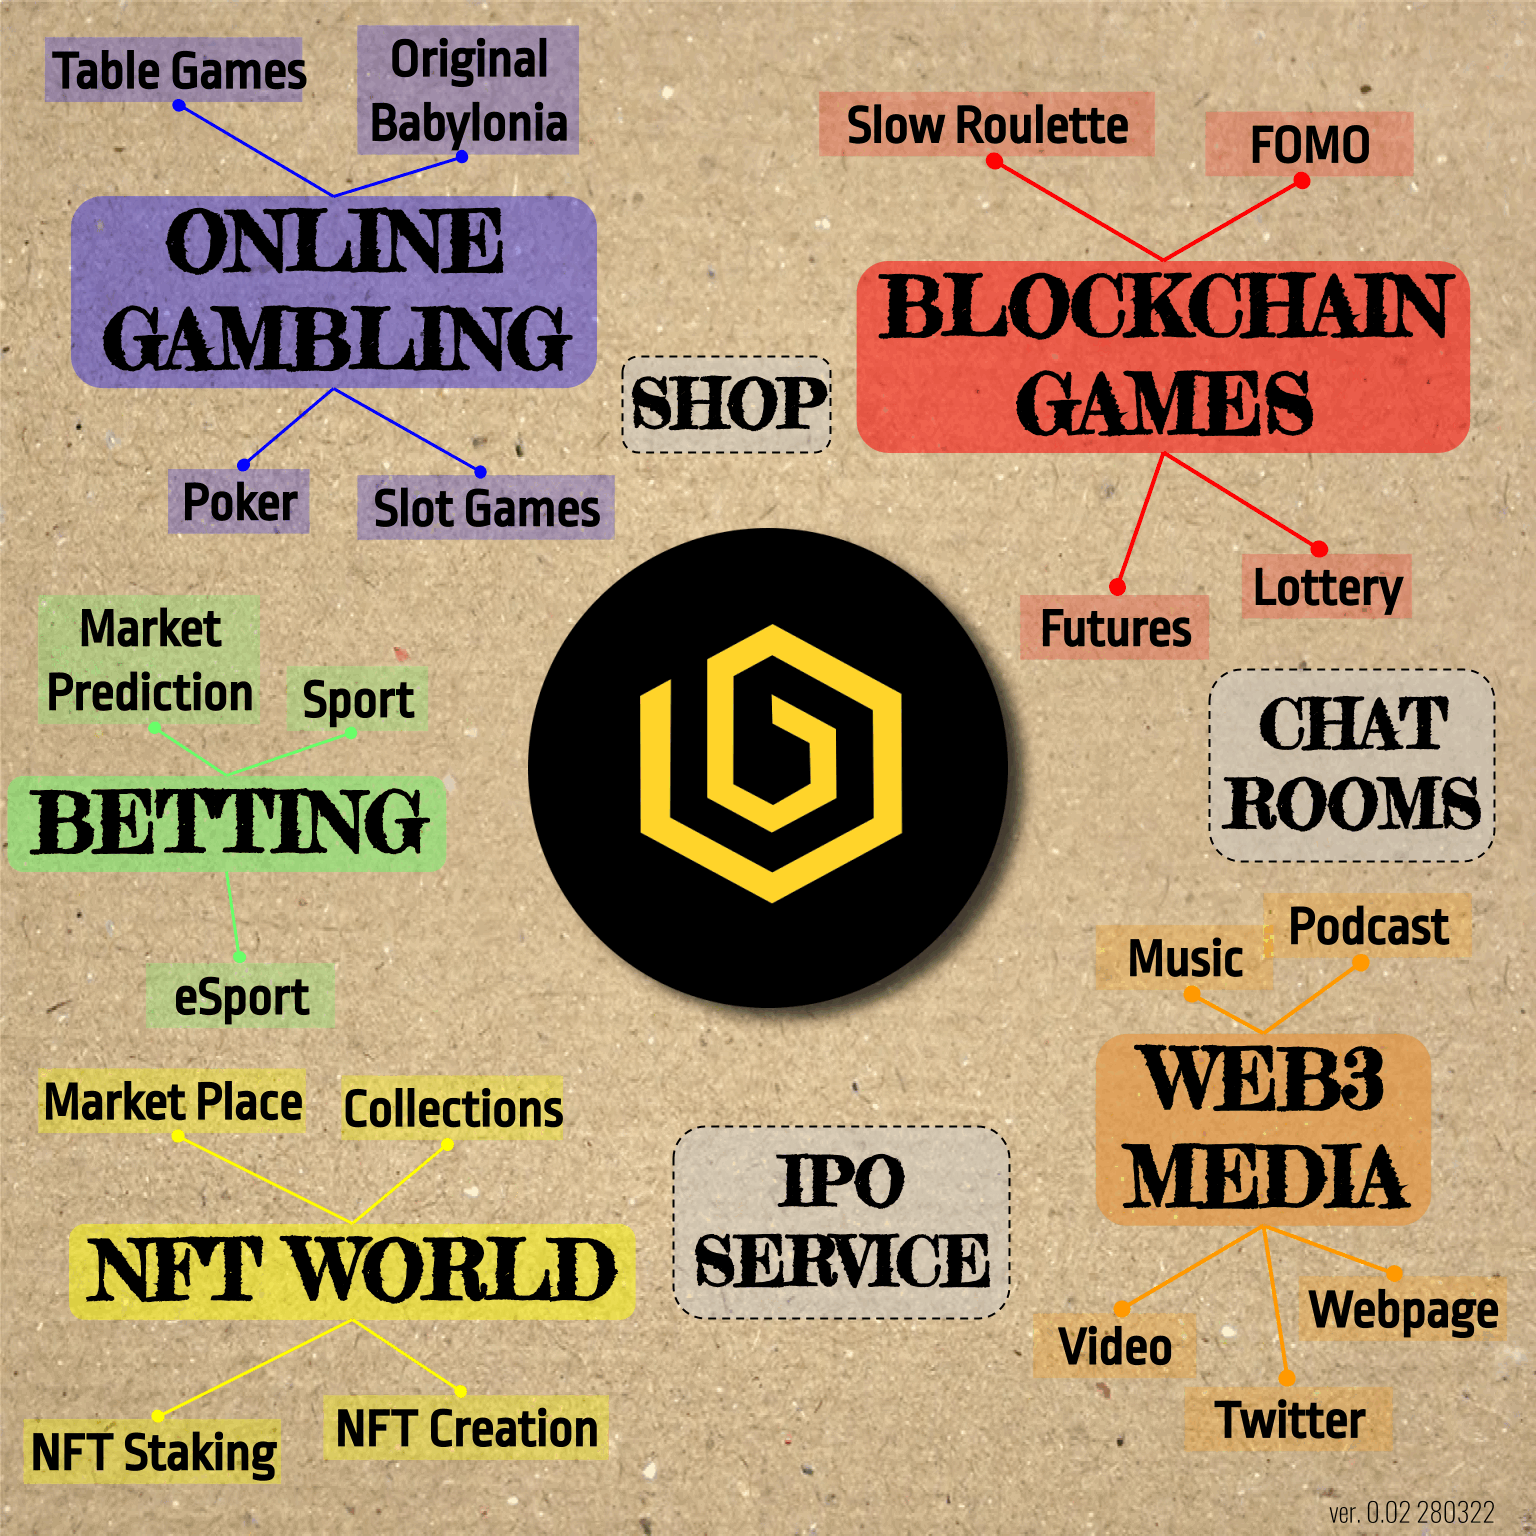 Table Games
Original
Babylonia
ONLINE
GAMBLING
Poker
Slot Games
SHOP
Slow Roulette
FOMO
BLOCKCHAIN
GAMES
Futures
Lottery
Market
Prediction
Sport
BETTING
eSport
CHAT
ROOMS
Music
Podcast
WEB3
MEDIA
Video
Webpage
Twitter
Market Place
Collections
NFT WORLD
NFT Staking
NFT Creation
IPO
SERVICE
ver. 0.02 280322